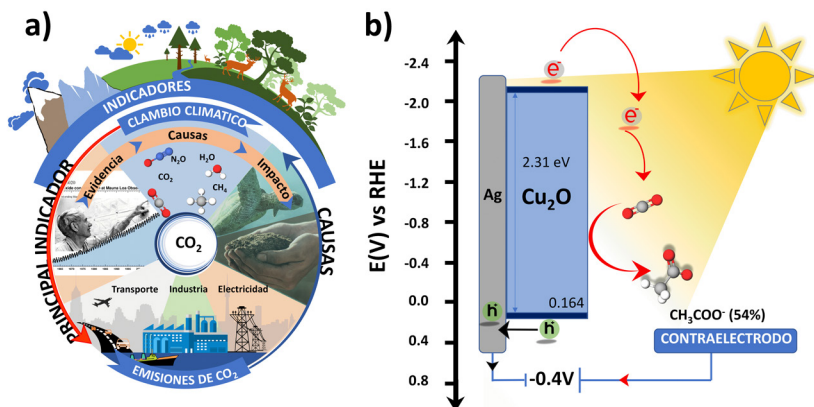 a)
INDICADORES
CLAMBIO CLIMATICO
Causas
Evidencia
Impacto
N₂O
H₂O
CO₂
CH₄
PRINCIPAL INDICADOR
CAUSAS
CO₂
Transporte
Industria
Electricidad
EMISIONES DE CO₂
b)
E(V) vs RHE
-2.4
-2.0
-1.6
-1.2
-0.8
-0.4
0.0
0.4
0.8
e⁻
e⁻
2.31 eV
Ag
Cu₂O
0.164
h
h
CH₃COO⁻ (54%)
CONTRAELECTRODO
-0.4V